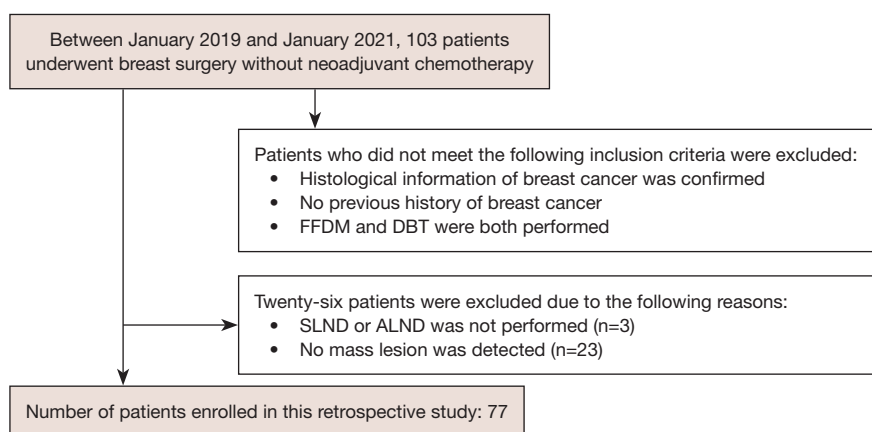 Between January 2019 and January 2021, 103 patients
underwent breast surgery without neoadjuvant chemotherapy
Patients who did not meet the following inclusion criteria were excluded:
• Histological information of breast cancer was confirmed
• No previous history of breast cancer
• FFDM and DBT were both performed
Twenty-six patients were excluded due to the following reasons:
• SLND or ALND was not performed (n=3)
• No mass lesion was detected (n=23)
Number of patients enrolled in this retrospective study: 77